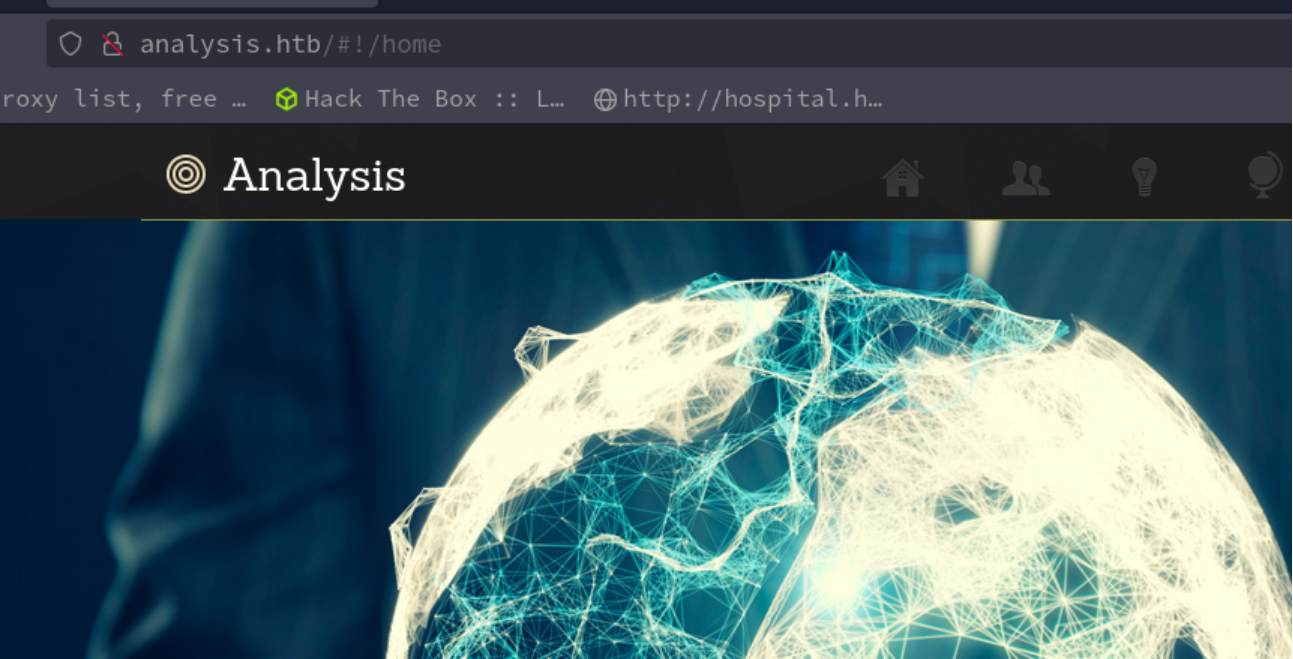 analysis.htb/#!/home
roxy list, free … Hack The Box :: L… http://hospital.h…
Analysis